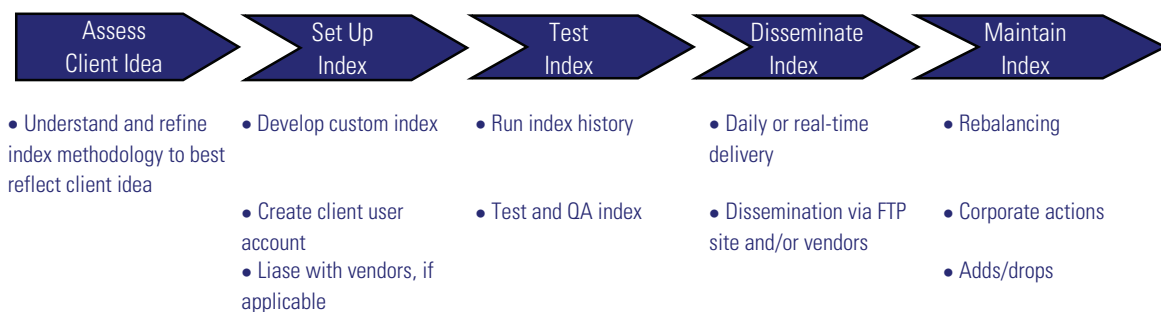 Assess
Client Idea
Set Up
Index
Test
Index
Disseminate
Index
Maintain
Index
• Understand and refine
index methodology to best
reflect client idea
• Develop custom index
• Create client user
account
• Liase with vendors, if
applicable
• Run index history
• Test and QA index
• Daily or real-time
delivery
• Dissemination via FTP
site and/or vendors
• Rebalancing
• Corporate actions
• Adds/drops